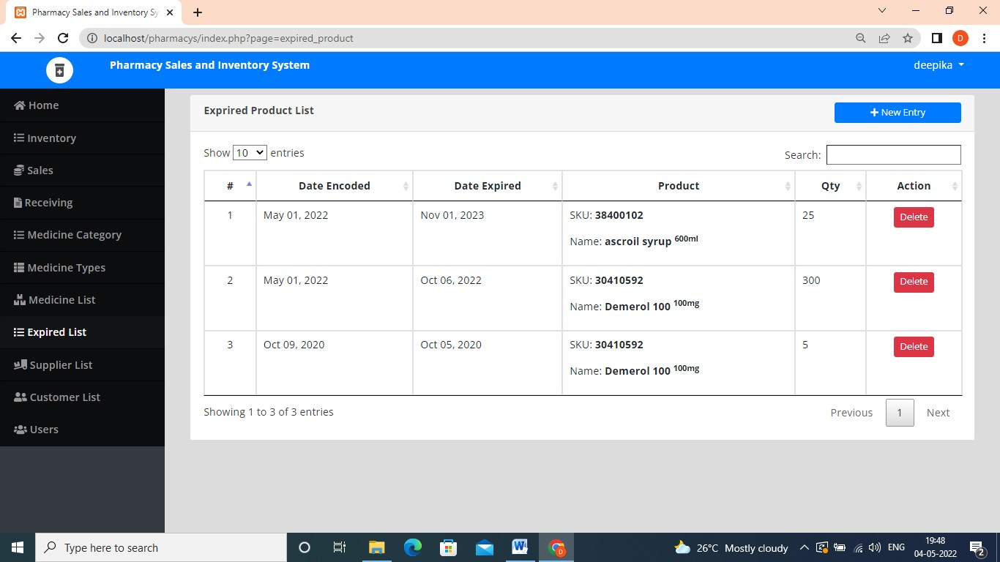 Pharmacy Sales and Inventory Sy
localhost/pharmacys/index.php?page=expired_product
D
Pharmacy Sales and Inventory System
deepika
Home
Inventory
Sales
Receiving
Medicine Category
Medicine Types
Medicine List
Expired List
Supplier List
Customer List
Users
Exprired Product List
+ New Entry
Show 10 entries
Search:
# Date Encoded Date Expired Product Qty Action
1 May 01, 2022 Nov 01, 2023 SKU: 38400102 25 Delete
Name: ascroil syrup 600ml
2 May 01, 2022 Oct 06, 2022 SKU: 30410592 300 Delete
Name: Demerol 100 100mg
3 Oct 09, 2020 Oct 05, 2020 SKU: 30410592 5 Delete
Name: Demerol 100 100mg
Showing 1 to 3 of 3 entries
Previous 1 Next
Type here to search
W
D
26°C Mostly cloudy
ENG
19:48
04-05-2022
2